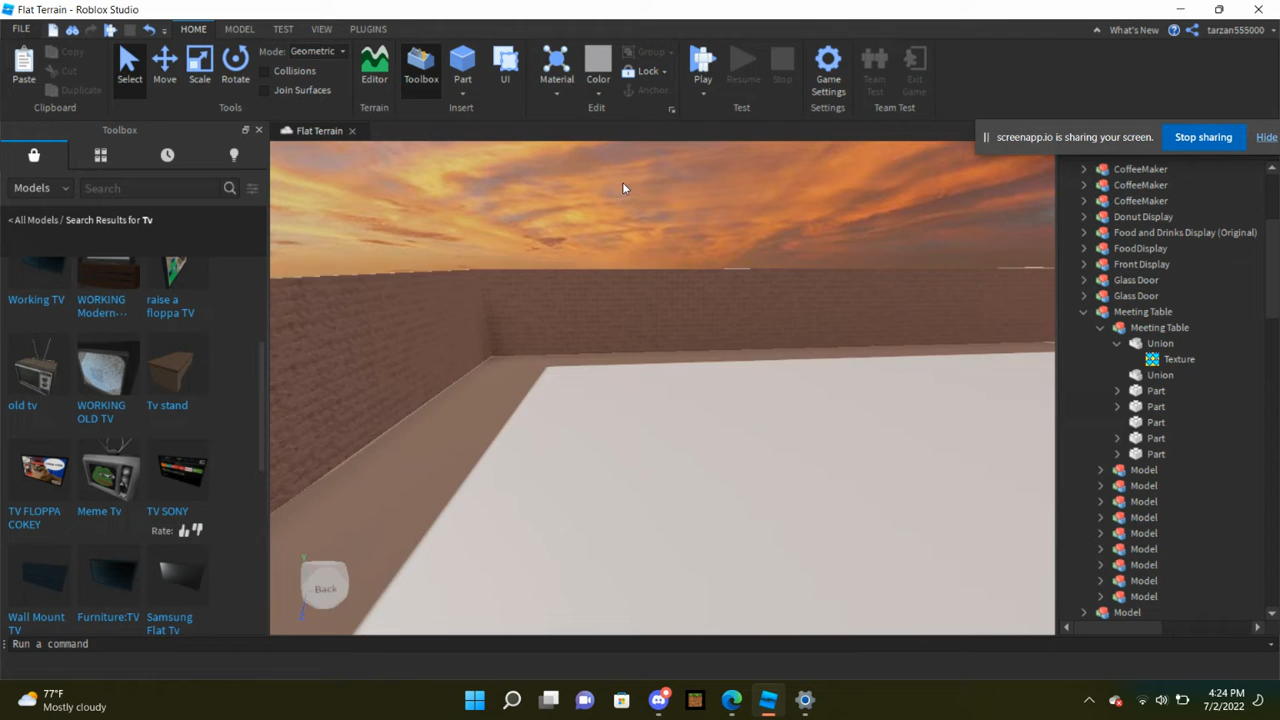 Flat Terrain - Roblox Studio
FILE
HOME
MODEL
TEST
VIEW
PLUGINS
What's New
tarzan555000
Paste
Copy
Cut
Duplicate
Clipboard
Select
Move
Scale
Rotate
Mode: Geometric
Collisions
Join Surfaces
Tools
Editor
Terrain
Toolbox
Part
UI
Insert
Material
Color
Group
Lock
Anchor
Edit
Play
Resume
Stop
Test
Game
Settings
Settings
Team
Test
Exit
Game
Team Test
Toolbox
Flat Terrain
screenapp.io is sharing your screen.
Stop sharing
Hide
Models
Search
< All Models / Search Results for Tv
Working TV
WORKING
Modern···
raise a
floppa TV
old tv
WORKING
OLD TV
Tv stand
TV FLOPPA
COKEY
Meme Tv
TV SONY
Rate:
Wall Mount
TV
Furniture:TV
Samsung
Flat Tv
Back
CoffeeMaker
CoffeeMaker
CoffeeMaker
Donut Display
Food and Drinks Display (Original)
FoodDisplay
Front Display
Glass Door
Glass Door
Meeting Table
Meeting Table
Union
Texture
Union
Part
Part
Part
Part
Part
Model
Model
Model
Model
Model
Model
Model
Model
Model
Model
Run a command
77°F
Mostly cloudy
4:24 PM
7/2/2022